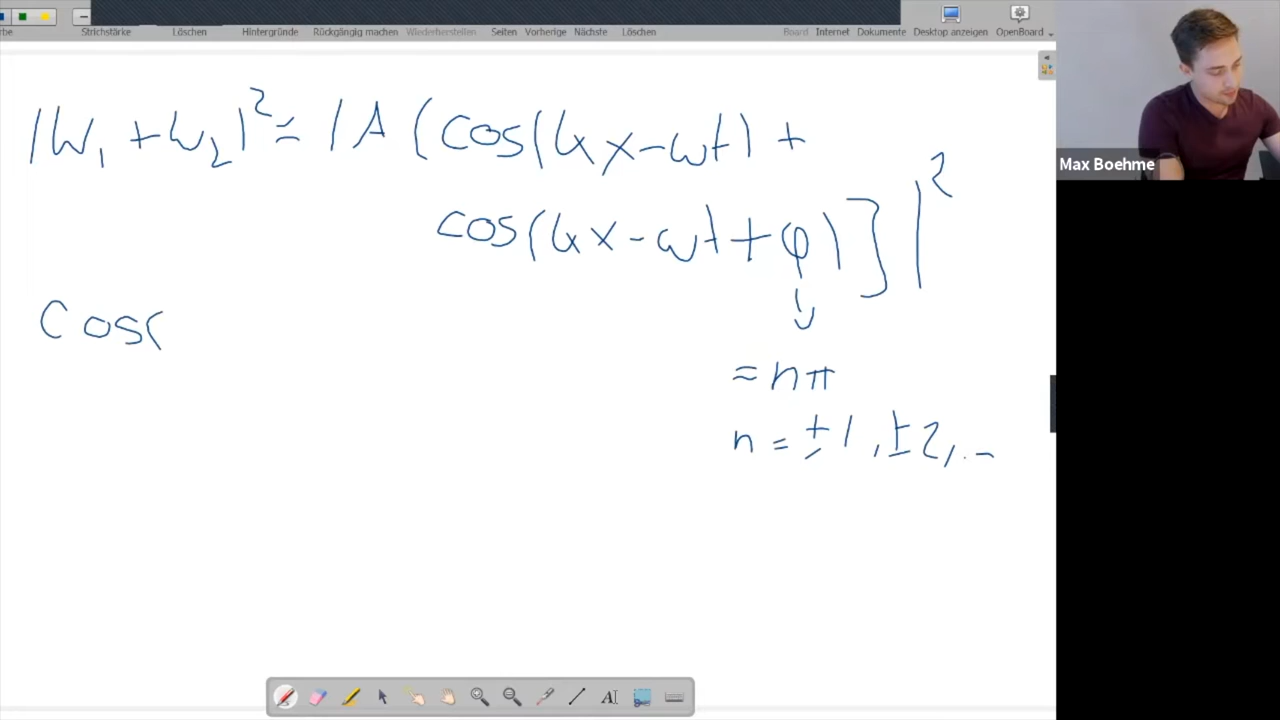 Strichstärke Löschen Hintergründe Rückgängig machen Wiederherstellen Seiten Vorherige Nächste Löschen Board Internet Dokumente Desktop anzeigen OpenBoard
Max Boehme
|W₁ + W₂|² = |A [cos(kx-ωt) +
cos(kx-ωt+φ)]|²
↓
cos(
= nπ
n = ±1, ±2, ..